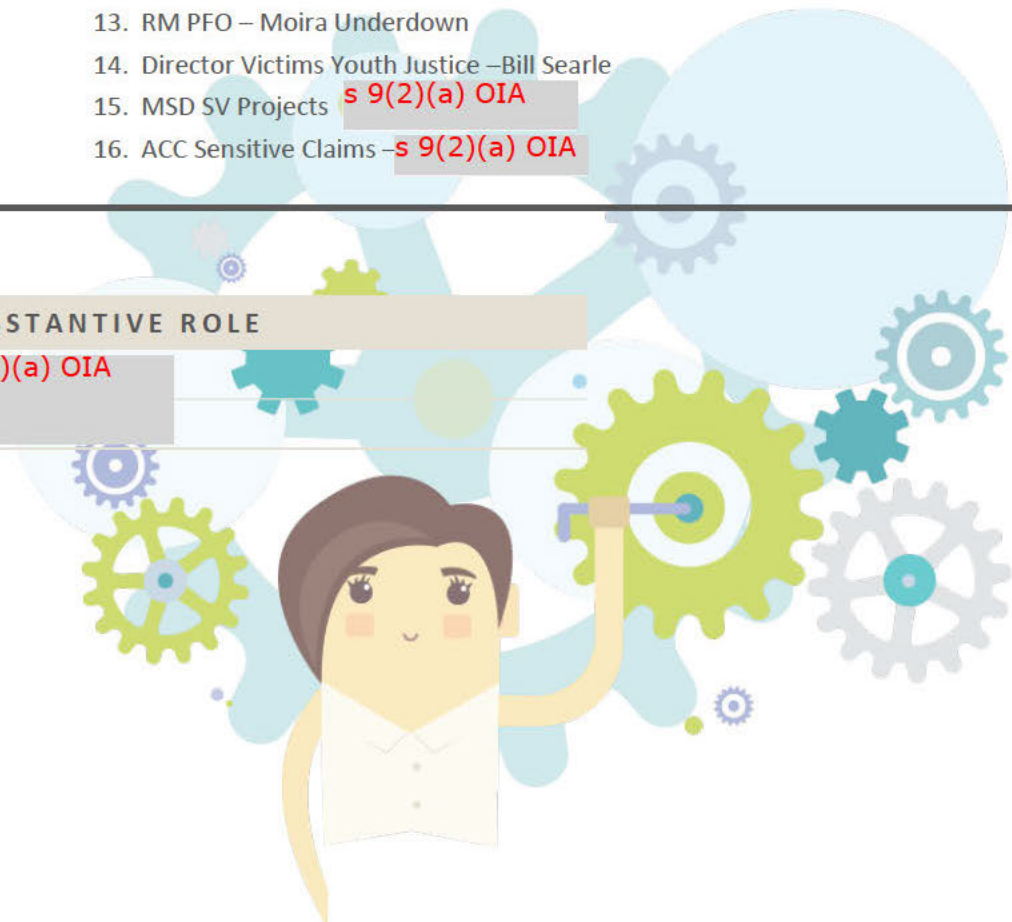 13. RM PFO – Moira Underdown
14. Director Victims Youth Justice –Bill Searle
15. MSD SV Projects s 9(2)(a) OIA
16. ACC Sensitive Claims –s 9(2)(a) OIA
STANTIVE ROLE
)(a) OIA